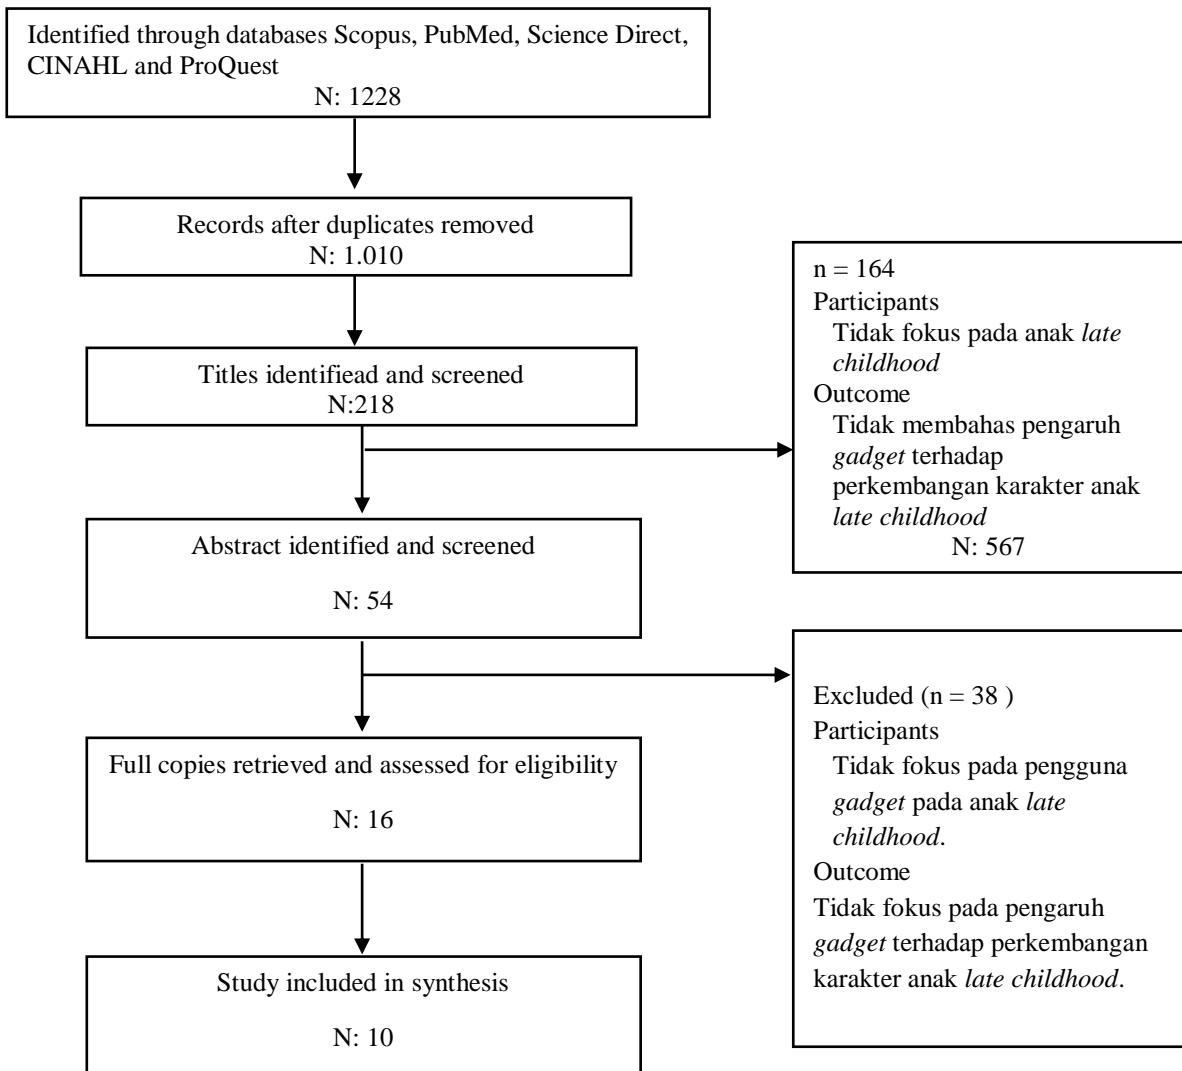 Identified through databases Scopus, PubMed, Science Direct,
CINAHL and ProQuest
N: 1228
Records after duplicates removed
N: 1.010
Titles identifiead and screened
N:218
n = 164
Participants
Tidak fokus pada anak late
childhood
Outcome
Tidak membahas pengaruh
gadget terhadap
perkembangan karakter anak
late childhood
N: 567
Abstract identified and screened
N: 54
Excluded (n = 38 )
Participants
Tidak fokus pada pengguna
gadget pada anak late
childhood.
Outcome
Tidak fokus pada pengaruh
gadget terhadap perkembangan
karakter anak late childhood.
Full copies retrieved and assessed for eligibility
N: 16
Study included in synthesis
N: 10